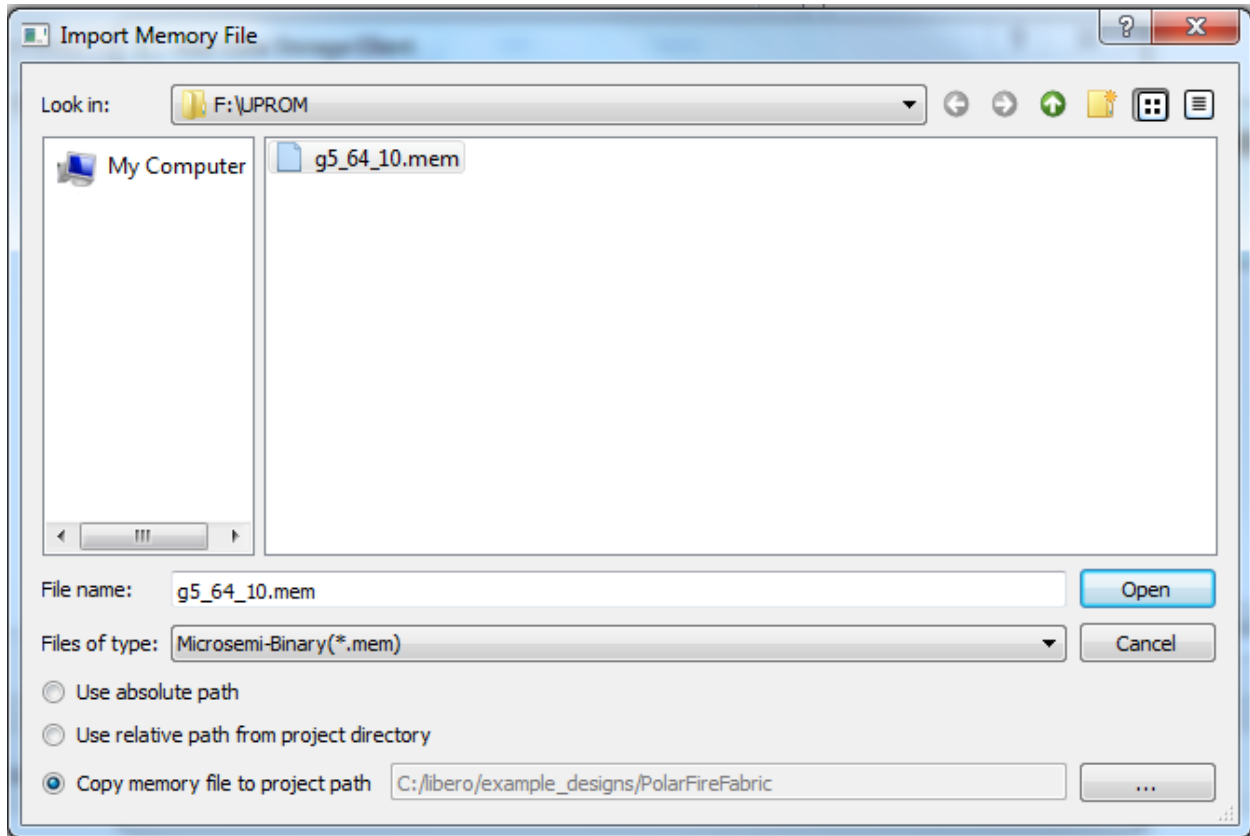 Import Memory File
Look in: F:\UPROM
My Computer
g5_64_10.mem
File name: g5_64_10.mem Open
Files of type: Microsemi-Binary(*.mem) Cancel
Use absolute path
Use relative path from project directory
Copy memory file to project path C:/libero/example_designs/PolarFireFabric ...